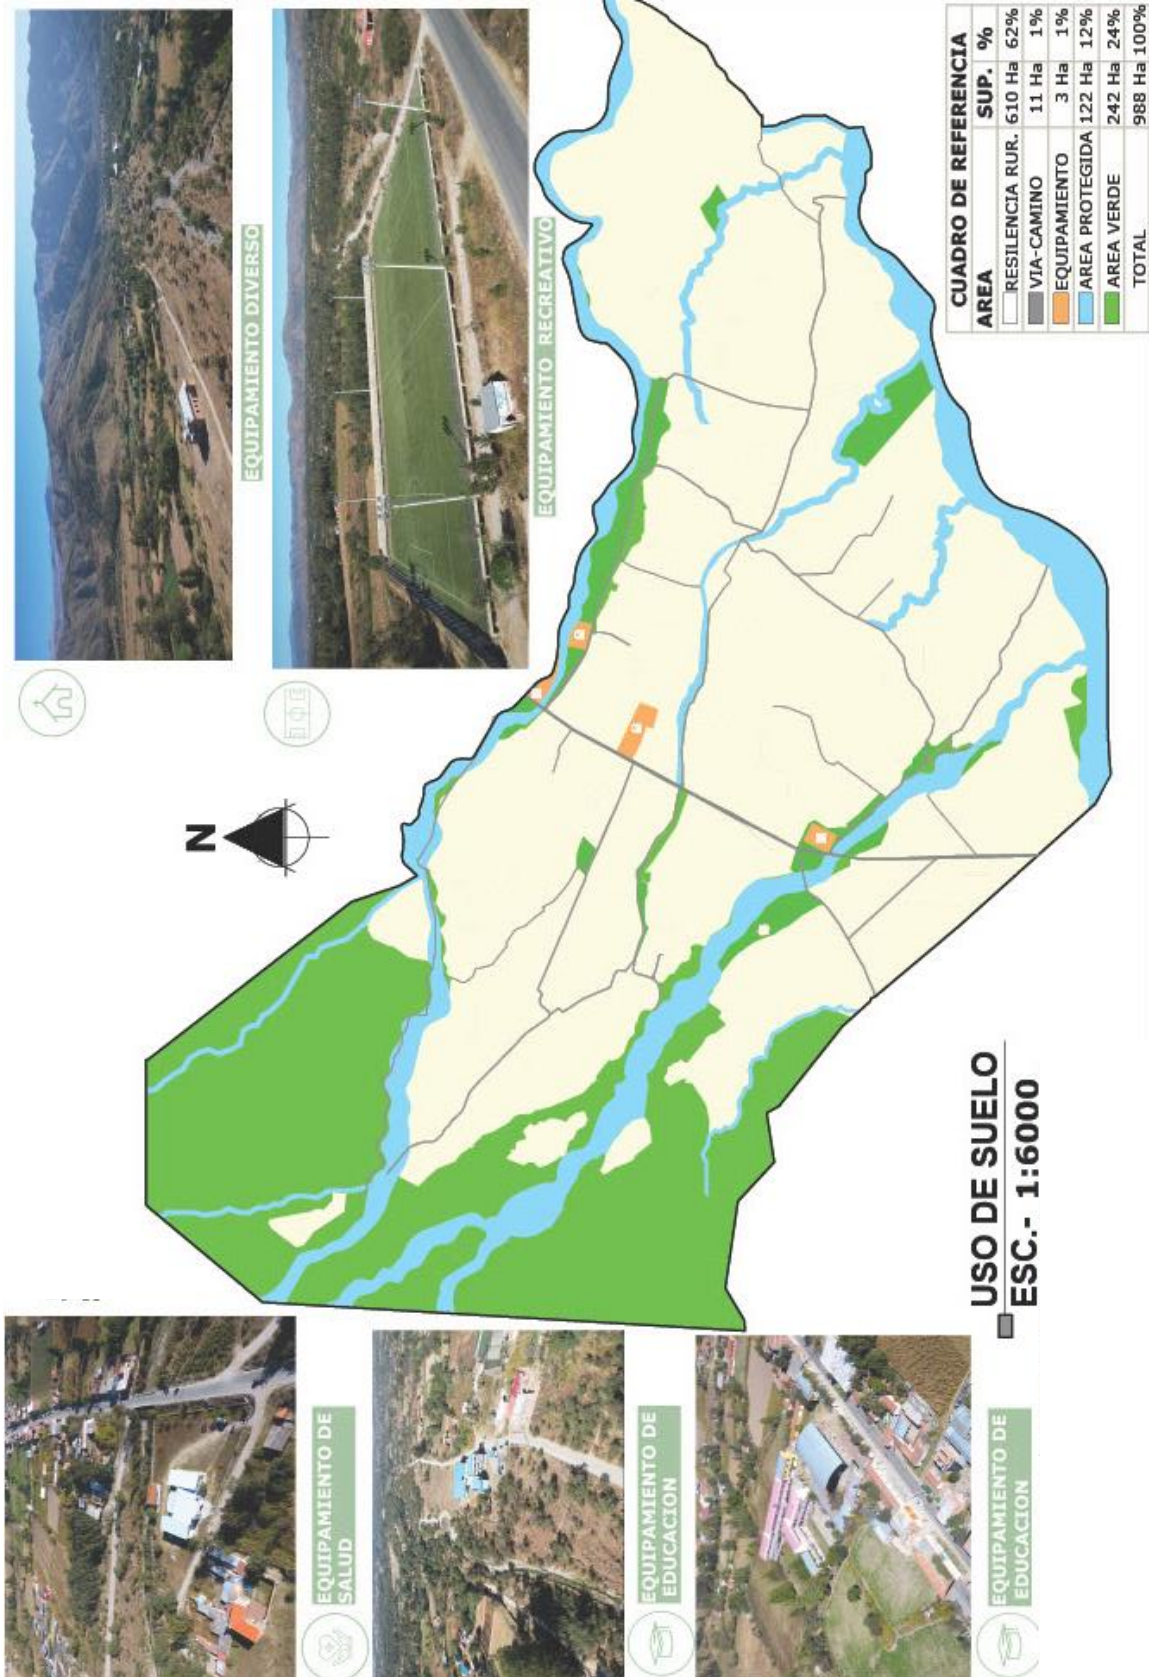 EQUIPAMIENTO DIVERSO
EQUIPAMIENTO RECREATIVO
N
EQUIPAMIENTO DE
SALUD
EQUIPAMIENTO DE
EDUCACION
EQUIPAMIENTO DE
EDUCACION
USO DE SUELO
ESC.- 1:6000
CUADRO DE REFERENCIA
AREA SUP. %
RESILENCIA RUR. 610 Ha 62%
VIA-CAMINO 11 Ha 1%
EQUIPAMIENTO 3 Ha 1%
AREA PROTEGIDA 122 Ha 12%
AREA VERDE 242 Ha 24%
TOTAL 988 Ha 100%